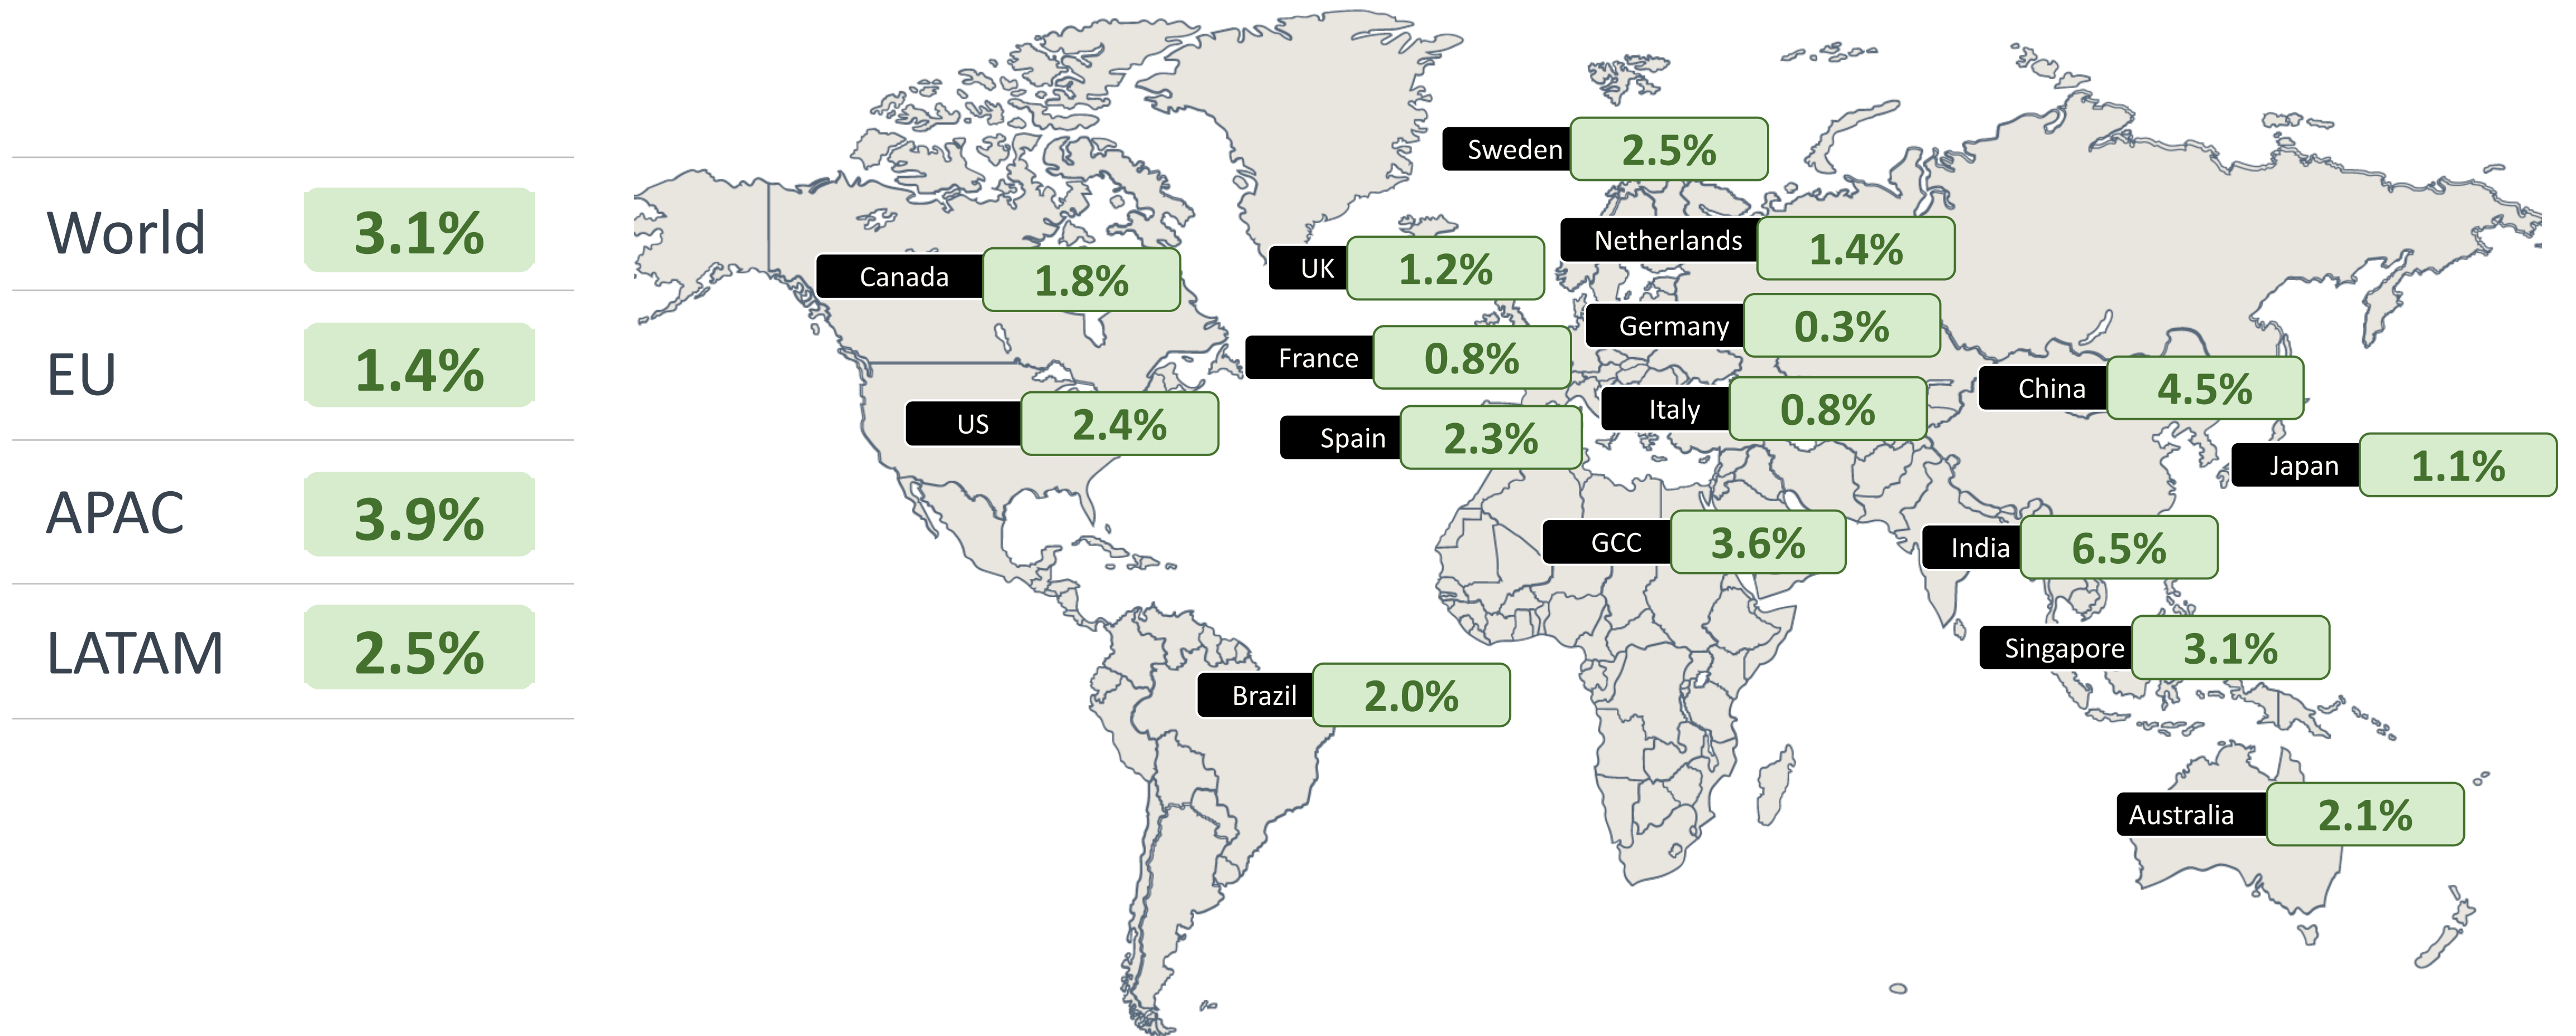 World 3.1%
EU 1.4%
APAC 3.9%
LATAM 2.5%
Sweden 2.5%
Netherlands 1.4%
UK 1.2%
Canada 1.8%
Germany 0.3%
France 0.8%
China 4.5%
Italy 0.8%
US 2.4%
Spain 2.3%
Japan 1.1%
GCC 3.6%
India 6.5%
Singapore 3.1%
Brazil 2.0%
Australia 2.1%